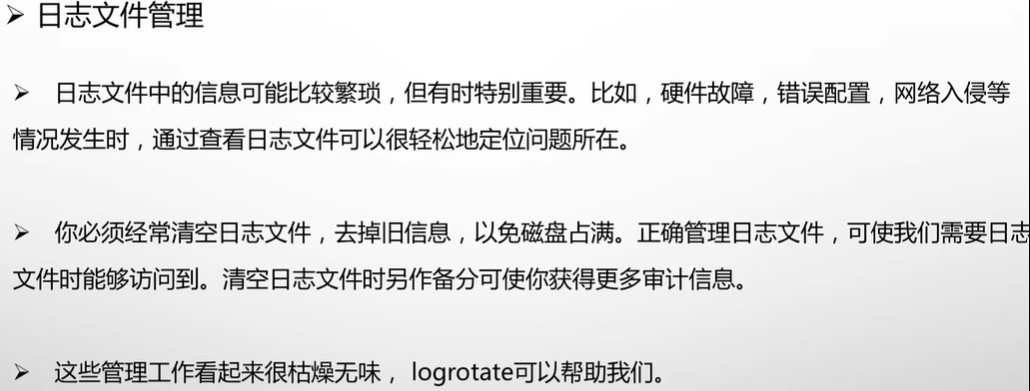 ➢ 日志文件管理
➢ 日志文件中的信息可能比较繁琐，但有时特别重要。比如，硬件故障，错误配置，网络入侵等
情况发生时，通过查看日志文件可以很轻松地定位问题所在。
➢ 你必须经常清空日志文件，去掉旧信息，以免磁盘占满。正确管理日志文件，可使我们需要日志
文件时能够访问到。清空日志文件时另作备分可使你获得更多审计信息。
➢ 这些管理工作看起来很枯燥无味， logrotate可以帮助我们。